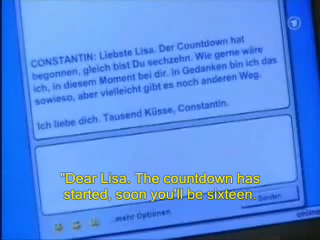 CONSTANTIN: Liebste Lisa. Der Countdown hat
begonnen, gleich bist Du sechzehn. Wie gerne wäre
ich, in diesem Moment bei dir. In Gedanken bin ich das
sowieso, aber vielleicht gibt es noch anderen Weg.
Ich liebe dich. Tausend Küsse, Constantin.
"Dear Lisa. The countdown has
started, soon you'll be sixteen.
Senden
...mehr Optionen
online